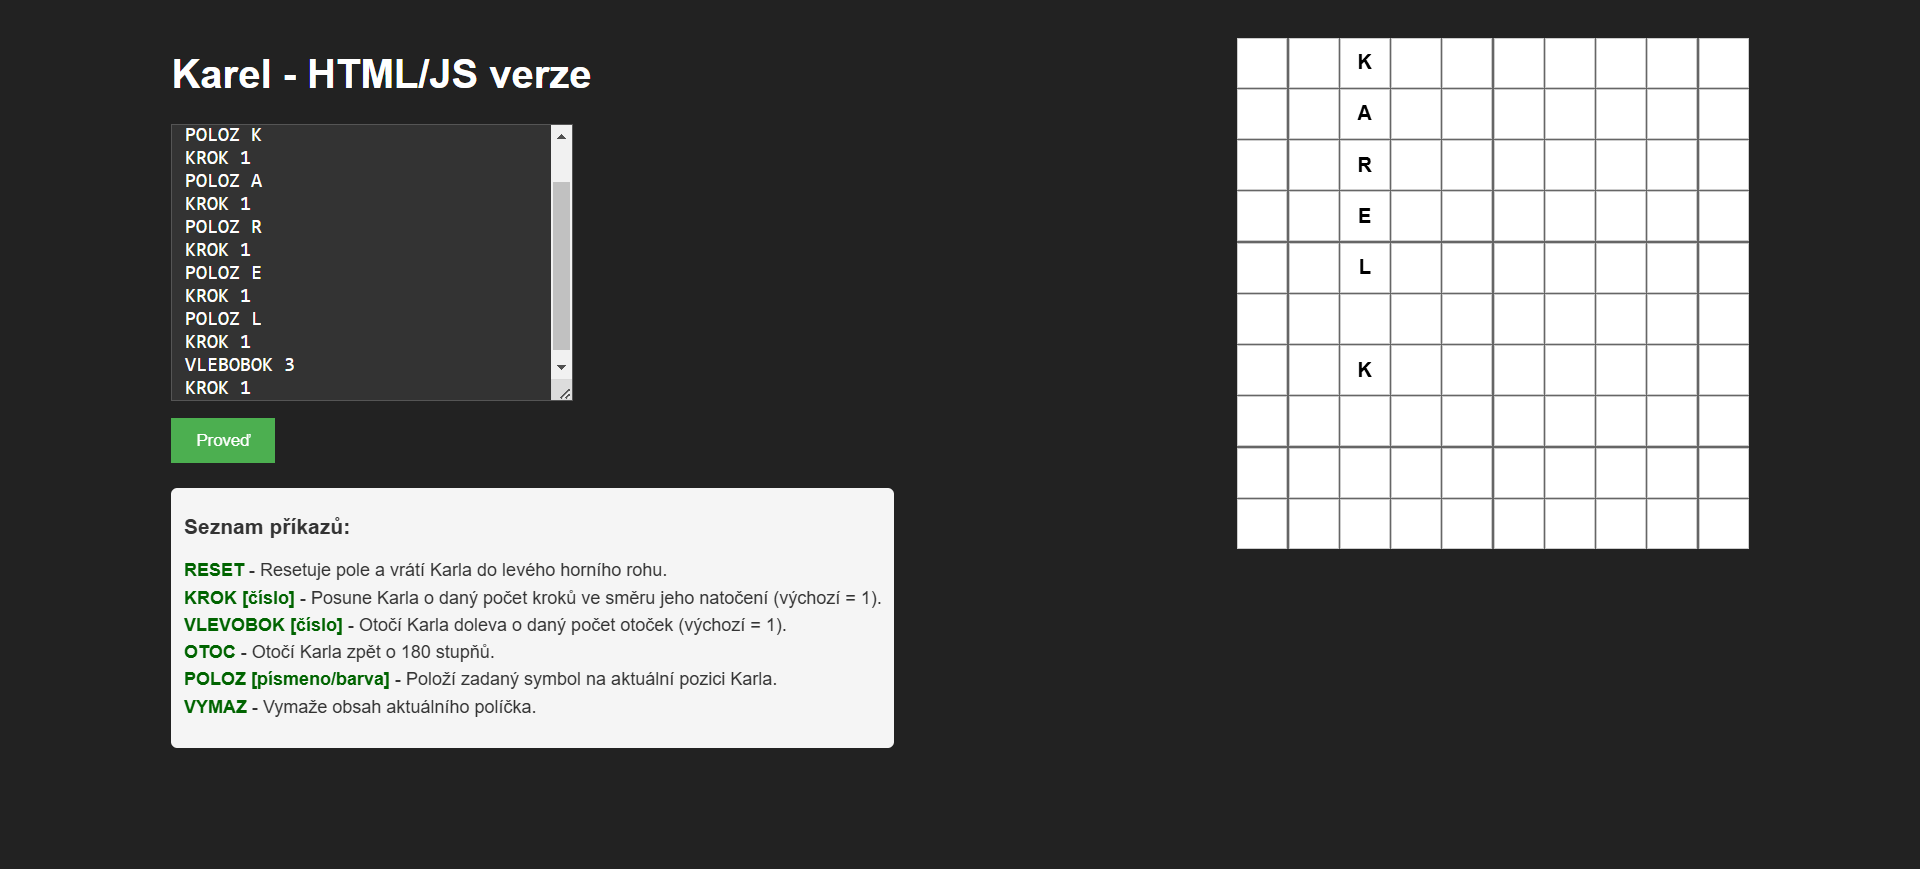 Karel - HTML/JS verze
POLOZ K
KROK 1
POLOZ A
KROK 1
POLOZ R
KROK 1
POLOZ E
KROK 1
POLOZ L
KROK 1
VLEBOBOK 3
KROK 1
Proveď
Seznam příkazů:
RESET - Resetuje pole a vrátí Karla do levého horního rohu.
KROK [číslo] - Posune Karla o daný počet kroků ve směru jeho natočení (výchozí = 1).
VLEVOBOK [číslo] - Otočí Karla doleva o daný počet otoček (výchozí = 1).
OTOC - Otočí Karla zpět o 180 stupňů.
POLOZ [písmeno/barva] - Položí zadaný symbol na aktuální pozici Karla.
VYMAZ - Vymaže obsah aktuálního políčka.
K
A
R
E
L
K